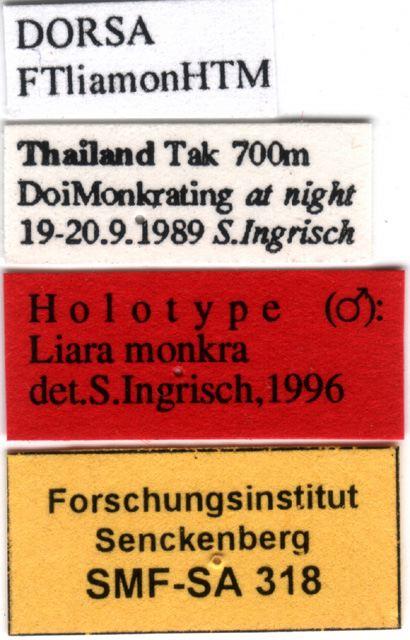 DORSA
FTliamonHTM
Thailand Tak 700m
DoiMonkrating at night
19-20.9.1989 S.Ingrisch
Holotype (♂):
Liara monkra
det.S.Ingrisch,1996
Forschungsinstitut
Senckenberg
SMF-SA 318